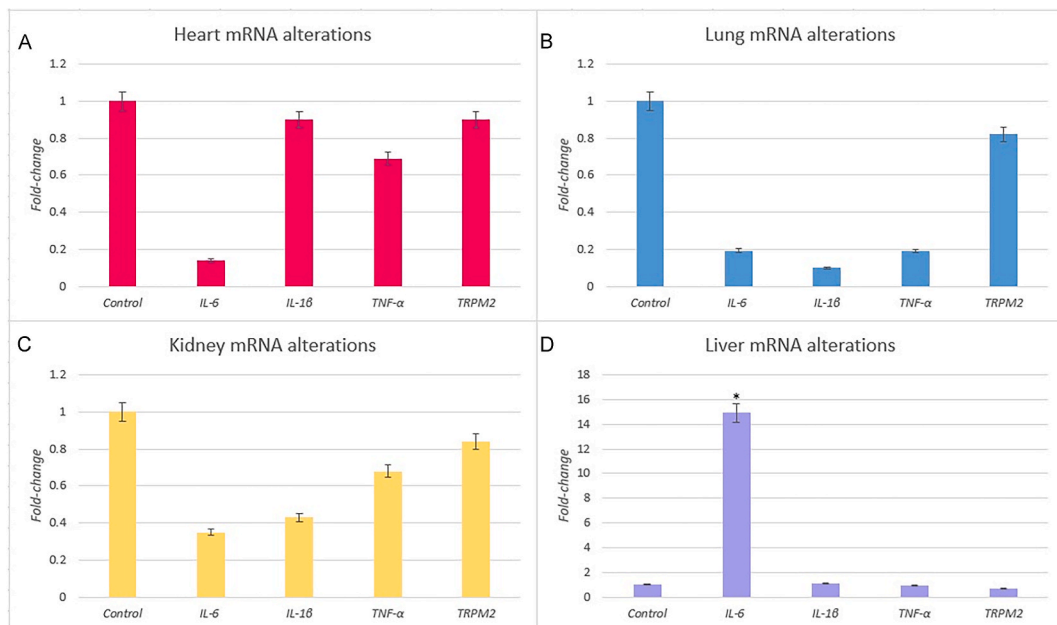 A
Heart mRNA alterations
Fold-change
1.2
1
0.8
0.6
0.4
0.2
0
Control IL-6 IL-1β TNF-α TRPM2
B
Lung mRNA alterations
Fold-change
1.2
1
0.8
0.6
0.4
0.2
0
Control IL-6 IL-1β TNF-α TRPM2
C
Kidney mRNA alterations
Fold-change
1.2
1
0.8
0.6
0.4
0.2
0
Control IL-6 IL-1β TNF-α TRPM2
D
Liver mRNA alterations
Fold-change
18
16
14
12
10
8
6
4
2
0
*
Control IL-6 IL-1β TNF-α TRPM2